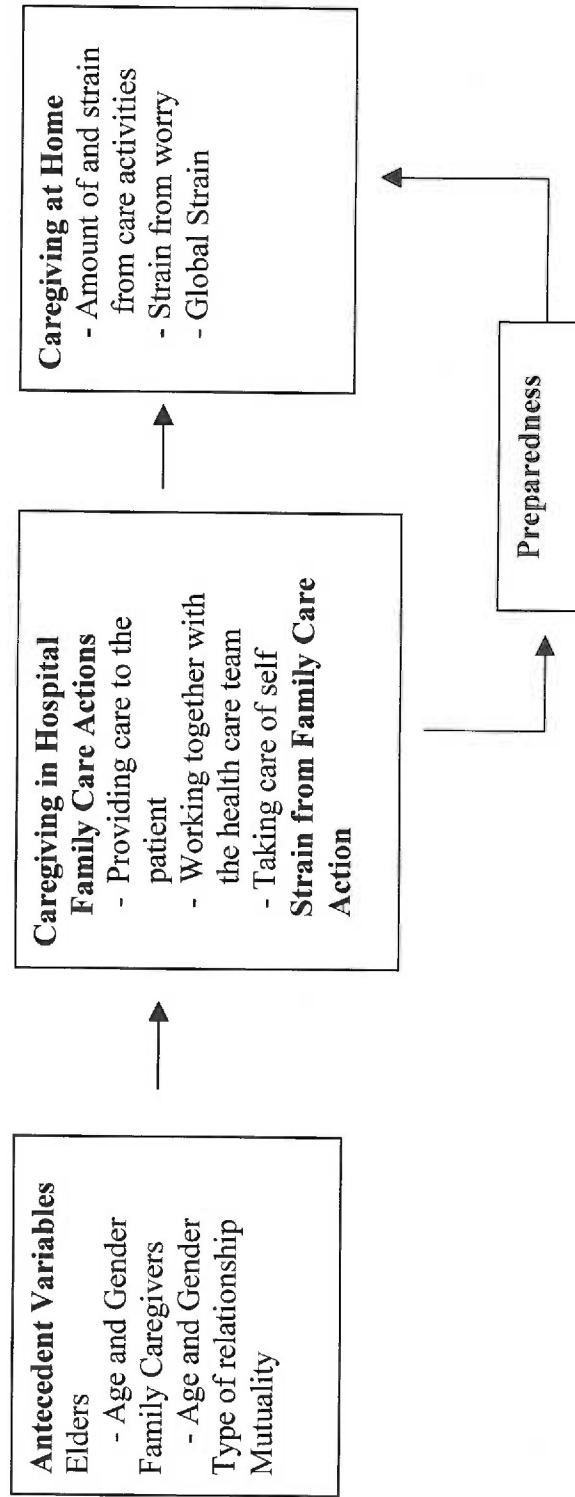 Antecedent Variables
Elders
- Age and Gender
Family Caregivers
- Age and Gender
Type of relationship
Mutuality
Caregiving in Hospital
Family Care Actions
- Providing care to the
patient
- Working together with
the health care team
- Taking care of self
Strain from Family Care
Action
Caregiving at Home
- Amount of and strain
from care activities
- Strain from worry
- Global Strain
Preparedness